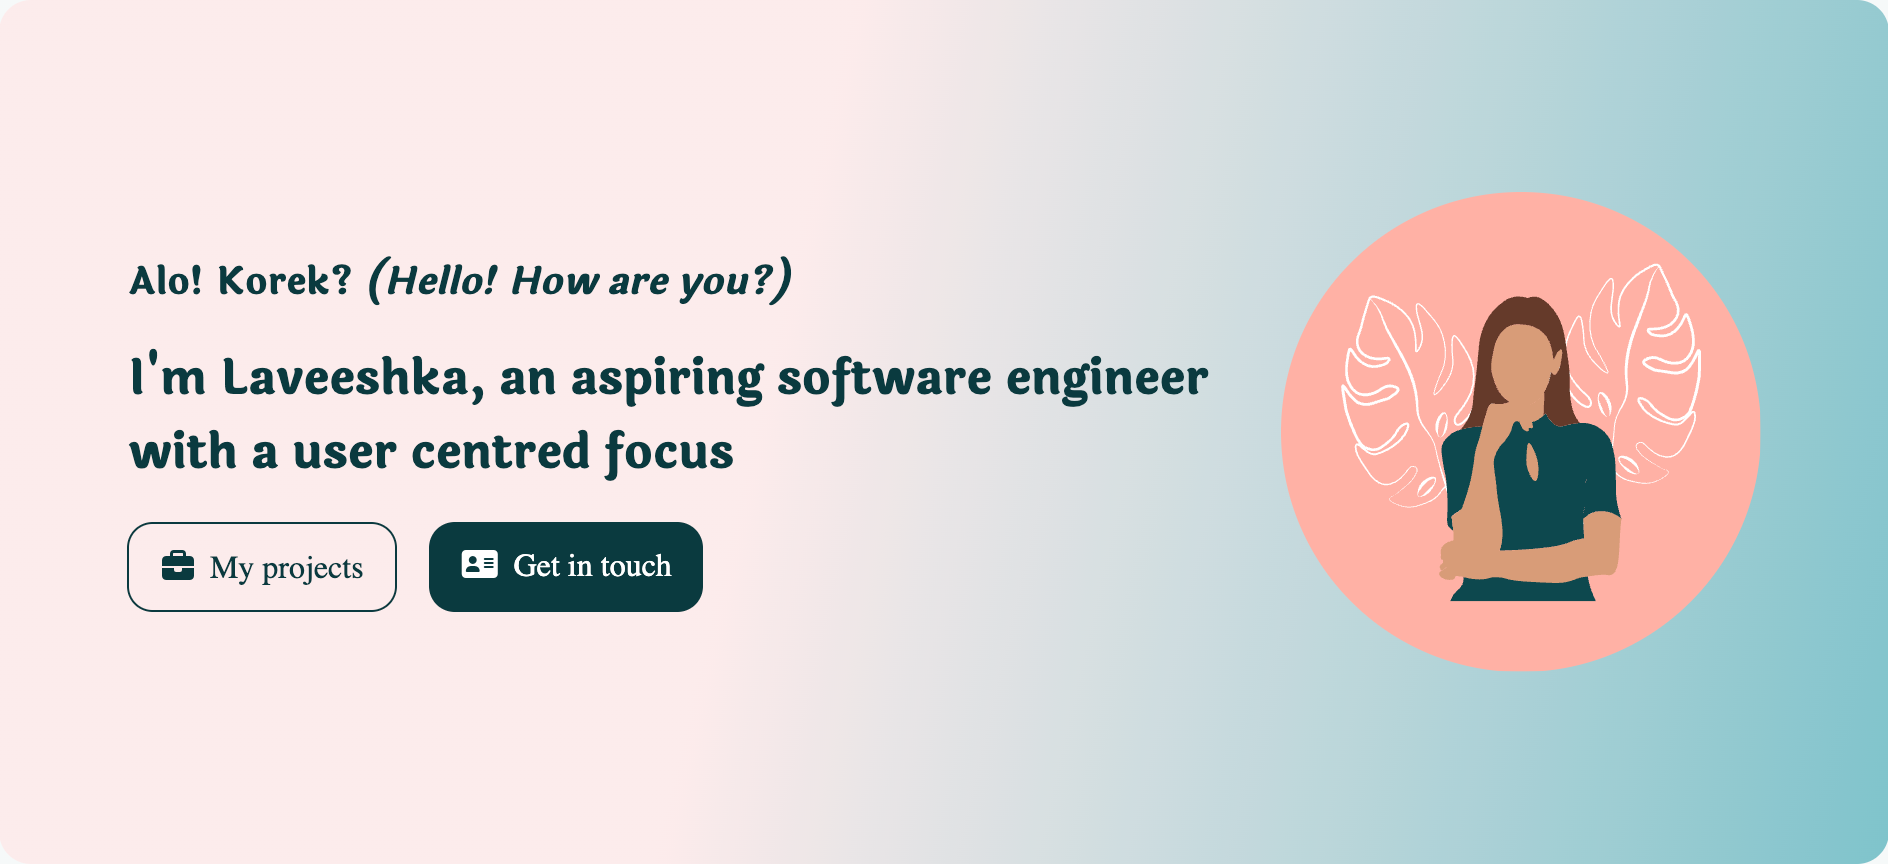 Alo! Korek? (Hello! How are you?)
I'm Laveeshka, an aspiring software engineer
with a user centred focus
My projects
Get in touch